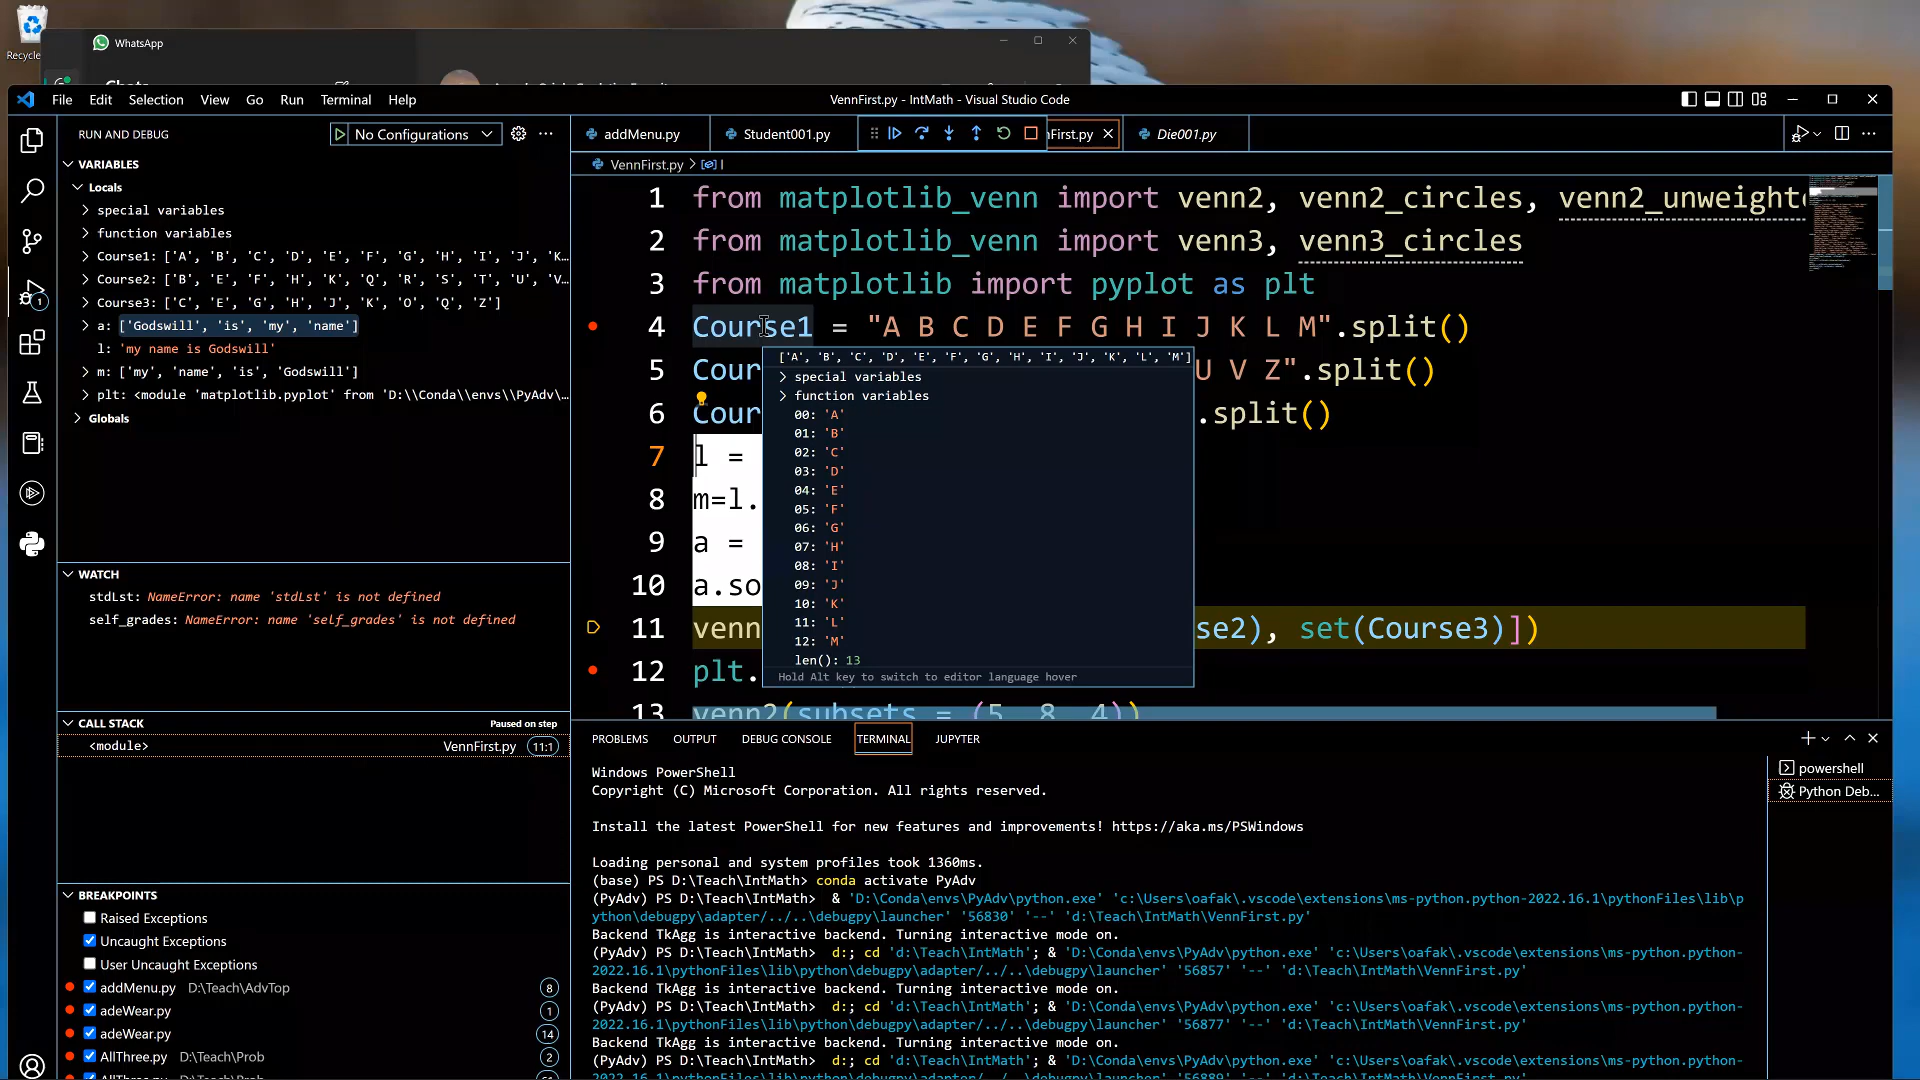 Recycle
WhatsApp
File Edit Selection View Go Run Terminal Help
VennFirst.py - IntMath - Visual Studio Code
RUN AND DEBUG
No Configurations
addMenu.py
Student001.py
nFirst.py
Die001.py
VARIABLES
VennFirst.py > l
Locals
special variables
function variables
Course1: ['A', 'B', 'C', 'D', 'E', 'F', 'G', 'H', 'I', 'J', 'K...
Course2: ['B', 'E', 'F', 'H', 'K', 'Q', 'R', 'S', 'T', 'U', 'V...
Course3: ['C', 'E', 'G', 'H', 'J', 'K', 'O', 'Q', 'Z']
a: ['Godswill', 'is', 'my', 'name']
l: 'my name is Godswill'
m: ['my', 'name', 'is', 'Godswill']
plt: <module 'matplotlib.pyplot' from 'D:\\Conda\\envs\\PyAdv\...
Globals
1 from matplotlib_venn import venn2, venn2_circles, venn2_unweighte
2 from matplotlib_venn import venn3, venn3_circles
3 from matplotlib import pyplot as plt
4 Course1 = "A B C D E F G H I J K L M".split()
5 Cour U V Z".split()
6 Cour .split()
7 l =
8 m=l.
9 a =
10 a.so
11 venn se2), set(Course3)])
12 plt.
13 venn2(subsets = (5, 8, 4))
['A', 'B', 'C', 'D', 'E', 'F', 'G', 'H', 'I', 'J', 'K', 'L', 'M']
special variables
function variables
00: 'A'
01: 'B'
02: 'C'
03: 'D'
04: 'E'
05: 'F'
06: 'G'
07: 'H'
08: 'I'
09: 'J'
10: 'K'
11: 'L'
12: 'M'
len(): 13
Hold Alt key to switch to editor language hover
WATCH
stdLst: NameError: name 'stdLst' is not defined
self_grades: NameError: name 'self_grades' is not defined
CALL STACK
Paused on step
<module>
VennFirst.py 11:1
BREAKPOINTS
Raised Exceptions
Uncaught Exceptions
User Uncaught Exceptions
addMenu.py D:\Teach\AdvTop 8
adeWear.py 1
adeWear.py 14
AllThree.py D:\Teach\Prob 2
PROBLEMS OUTPUT DEBUG CONSOLE TERMINAL JUPYTER
powershell
Python Deb...
Windows PowerShell
Copyright (C) Microsoft Corporation. All rights reserved.
Install the latest PowerShell for new features and improvements! https://aka.ms/PSWindows
Loading personal and system profiles took 1360ms.
(base) PS D:\Teach\IntMath> conda activate PyAdv
(PyAdv) PS D:\Teach\IntMath>  & 'D:\Conda\envs\PyAdv\python.exe' 'c:\Users\oafak\.vscode\extensions\ms-python.python-2022.16.1\pythonFiles\lib\p
ython\debugpy\adapter/../..\debugpy\launcher' '56830' '--' 'd:\Teach\IntMath\VennFirst.py'
Backend TkAgg is interactive backend. Turning interactive mode on.
(PyAdv) PS D:\Teach\IntMath>  d:; cd 'd:\Teach\IntMath'; & 'D:\Conda\envs\PyAdv\python.exe' 'c:\Users\oafak\.vscode\extensions\ms-python.python-
2022.16.1\pythonFiles\lib\python\debugpy\adapter/../..\debugpy\launcher' '56857' '--' 'd:\Teach\IntMath\VennFirst.py'
Backend TkAgg is interactive backend. Turning interactive mode on.
(PyAdv) PS D:\Teach\IntMath>  d:; cd 'd:\Teach\IntMath'; & 'D:\Conda\envs\PyAdv\python.exe' 'c:\Users\oafak\.vscode\extensions\ms-python.python-
2022.16.1\pythonFiles\lib\python\debugpy\adapter/../..\debugpy\launcher' '56877' '--' 'd:\Teach\IntMath\VennFirst.py'
Backend TkAgg is interactive backend. Turning interactive mode on.
(PyAdv) PS D:\Teach\IntMath>  d:; cd 'd:\Teach\IntMath'; & 'D:\Conda\envs\PyAdv\python.exe' 'c:\Users\oafak\.vscode\extensions\ms-python.python-